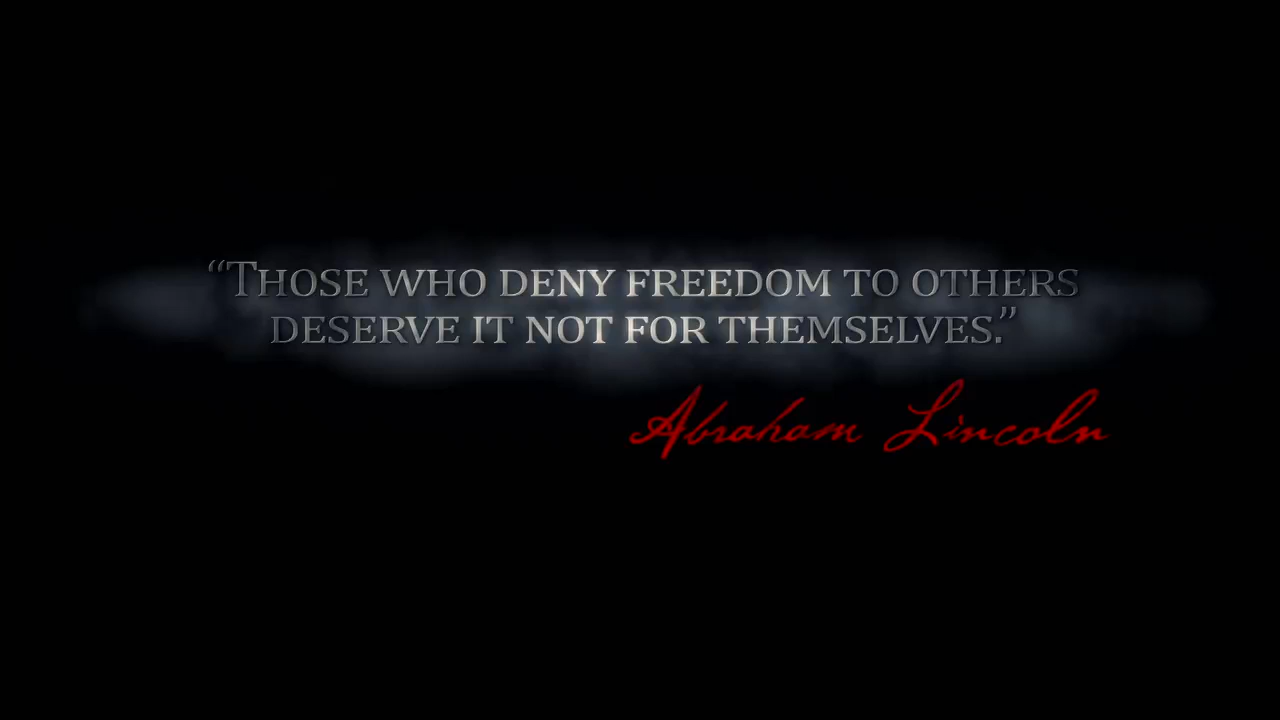 “Those who deny freedom to others
deserve it not for themselves.”
Abraham Lincoln